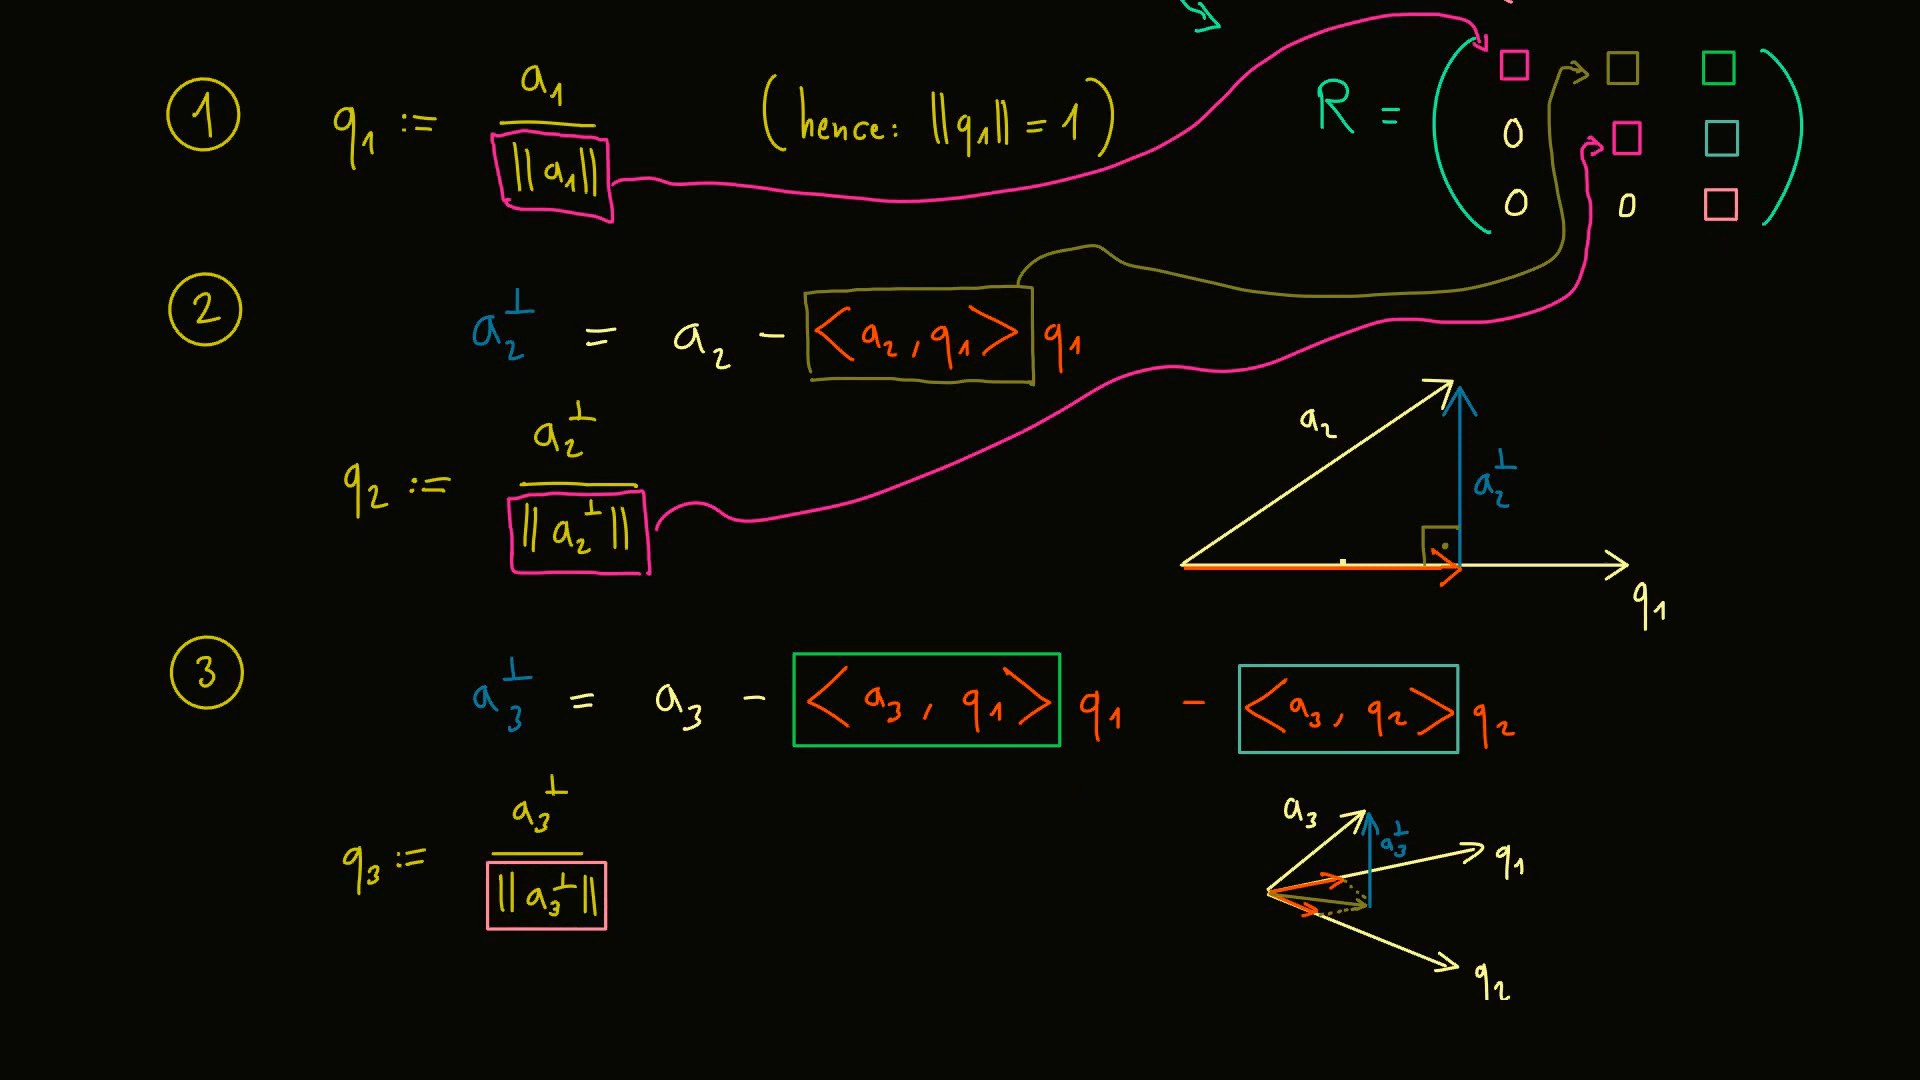 ① q₁ := a₁ / ||a₁|| (hence: ||q₁|| = 1)
R = ( □ □ □
0 □ □
0 0 □ )
② a₂^⊥ = a₂ - <a₂, q₁> q₁
q₂ := a₂^⊥ / ||a₂^⊥||
a₂
a₂^⊥
q₁
③ a₃^⊥ = a₃ - <a₃, q₁> q₁ - <a₃, q₂> q₂
q₃ := a₃^⊥ / ||a₃^⊥||
a₃
a₃^⊥
q₁
q₂